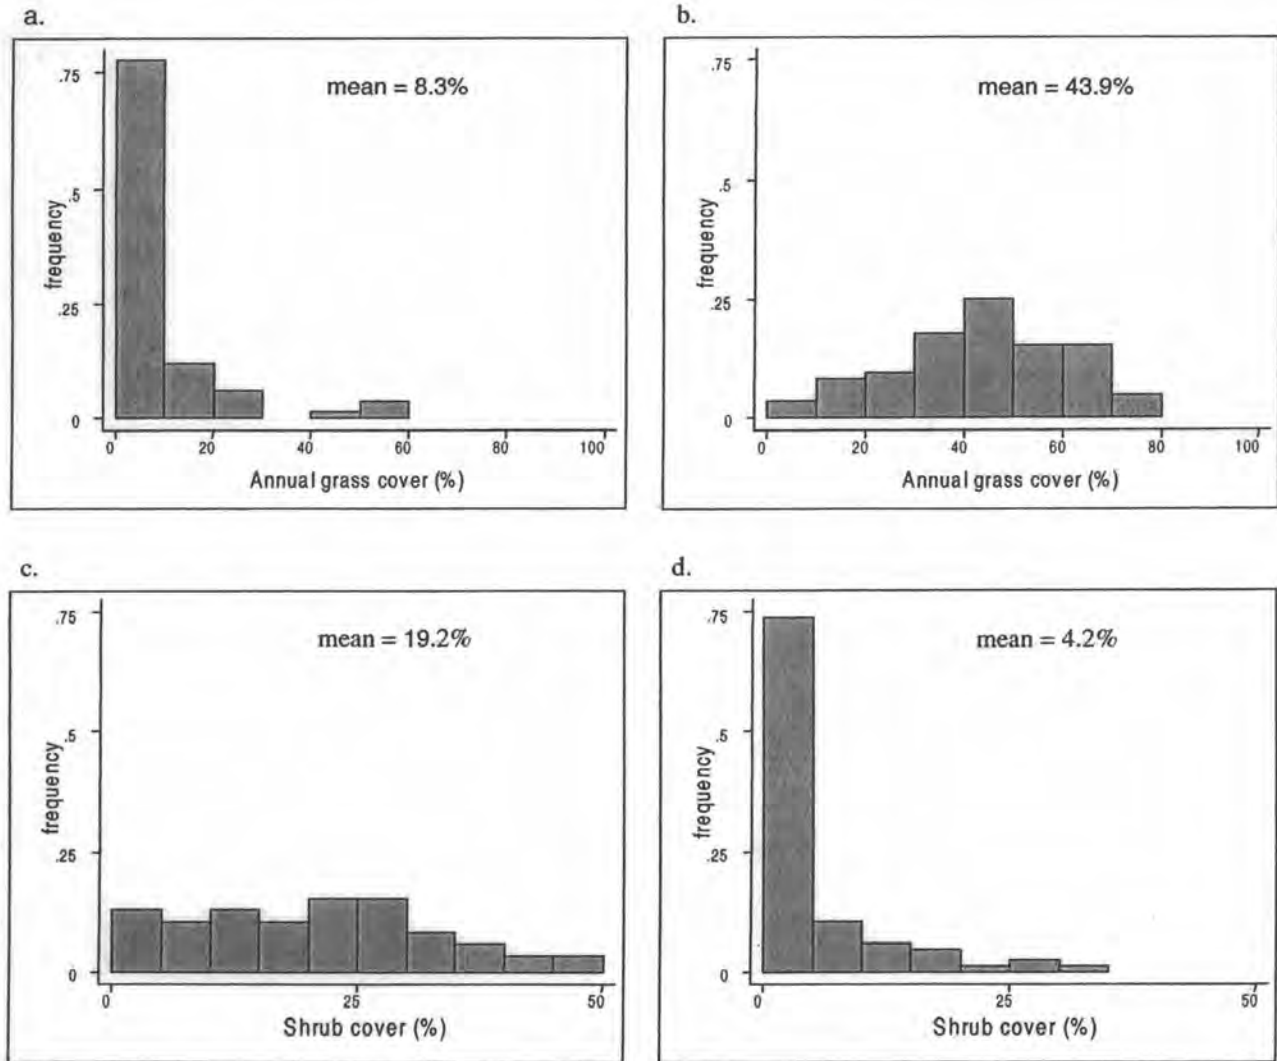 a.
mean = 8.3%
.75
.5
.25
0
frequency
0 20 40 60 80 100
Annual grass cover (%)
b.
mean = 43.9%
.75
.5
.25
0
frequency
0 20 40 60 80 100
Annual grass cover (%)
c.
mean = 19.2%
.75
.5
.25
0
frequency
0 25 50
Shrub cover (%)
d.
mean = 4.2%
.75
.5
.25
0
frequency
0 25 50
Shrub cover (%)